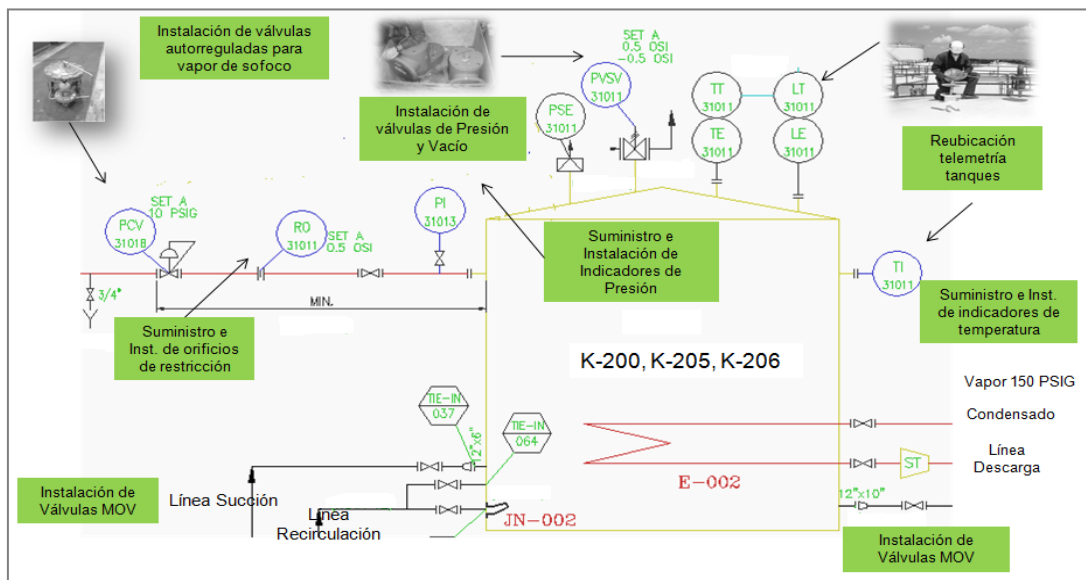 Instalación de válvulas
autorreguladas para
vapor de sofoco
Instalación de
válvulas de Presión
y Vacío
SET A
0.5 OSI
-0.5 OSI
PVSV
31011
PSE
31011
TT
31011
LT
31011
TE
31011
LE
31011
Reubicación
telemetría
tanques
PCV
31018
SET A
10 PSIG
RO
31011
SET A
0.5 OSI
PI
31013
Suministro e
Instalación de
Indicadores de
Presión
TI
31011
3/4"
MIN.
Suministro e
Inst. de orificios
de restricción
Suministro e Inst.
de indicadores de
temperatura
K-200, K-205, K-206
Vapor 150 PSIG
Condensado
TIE-IN
037
TIE-IN
064
12"x6"
Línea
Descarga
ST
E-002
Instalación de
Válvulas MOV
Línea Succión
Línea
Recirculación
JN-002
12"x10"
Instalación de
Válvulas MOV